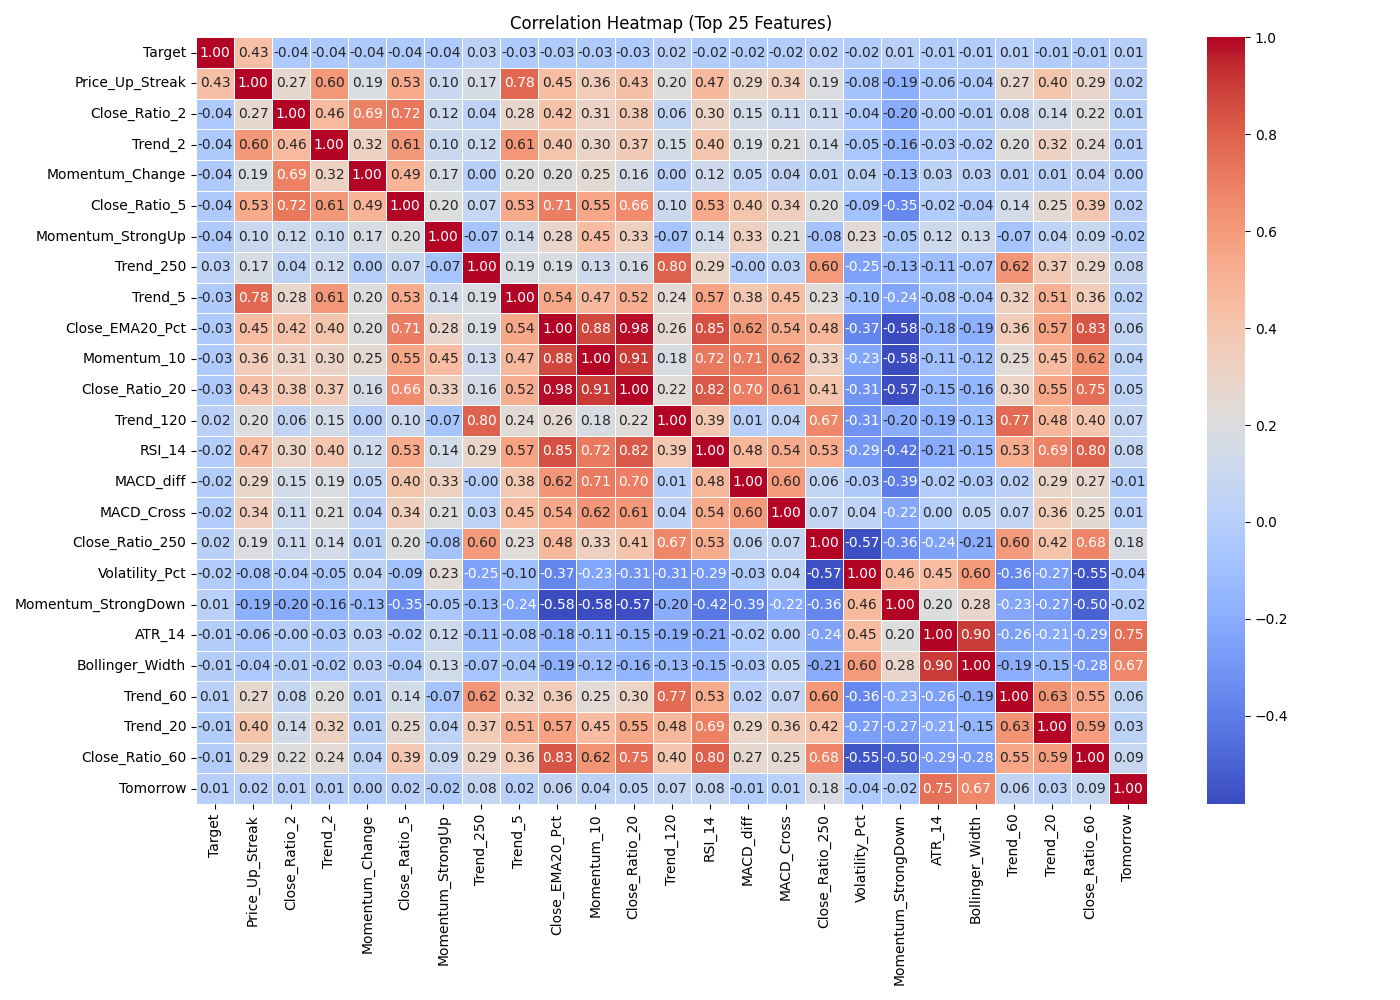 Correlation Heatmap (Top 25 Features)
Target 1.00 0.43 -0.04 -0.04 -0.04 -0.04 -0.04 0.03 -0.03 -0.03 -0.03 -0.03 0.02 -0.02 -0.02 -0.02 0.02 -0.02 0.01 -0.01 -0.01 0.01 -0.01 -0.01 0.01
Price_Up_Streak 0.43 1.00 0.27 0.60 0.19 0.53 0.10 0.17 0.78 0.45 0.36 0.43 0.20 0.47 0.29 0.34 0.19 -0.08 -0.19 -0.06 -0.04 0.27 0.40 0.29 0.02
Close_Ratio_2 -0.04 0.27 1.00 0.46 0.69 0.72 0.12 0.04 0.28 0.42 0.31 0.38 0.06 0.30 0.15 0.11 0.11 -0.04 -0.20 -0.00 -0.01 0.08 0.14 0.22 0.01
Trend_2 -0.04 0.60 0.46 1.00 0.32 0.61 0.10 0.12 0.61 0.40 0.30 0.37 0.15 0.40 0.19 0.21 0.14 -0.05 -0.16 -0.03 -0.02 0.20 0.32 0.24 0.01
Momentum_Change -0.04 0.19 0.69 0.32 1.00 0.49 0.17 0.00 0.20 0.20 0.25 0.16 0.00 0.12 0.05 0.04 0.01 0.04 -0.13 0.03 0.03 0.01 0.01 0.04 0.00
Close_Ratio_5 -0.04 0.53 0.72 0.61 0.49 1.00 0.20 0.07 0.53 0.71 0.55 0.66 0.10 0.53 0.40 0.34 0.20 -0.09 -0.35 -0.02 -0.04 0.14 0.25 0.39 0.02
Momentum_StrongUp -0.04 0.10 0.12 0.10 0.17 0.20 1.00 -0.07 0.14 0.28 0.45 0.33 -0.07 0.14 0.33 0.21 -0.08 0.23 -0.05 0.12 0.13 -0.07 0.04 0.09 -0.02
Trend_250 0.03 0.17 0.04 0.12 0.00 0.07 -0.07 1.00 0.19 0.19 0.13 0.16 0.80 0.29 -0.00 0.03 0.60 -0.25 -0.13 -0.11 -0.07 0.62 0.37 0.29 0.08
Trend_5 -0.03 0.78 0.28 0.61 0.20 0.53 0.14 0.19 1.00 0.54 0.47 0.52 0.24 0.57 0.38 0.45 0.23 -0.10 -0.24 -0.08 -0.04 0.32 0.51 0.36 0.02
Close_EMA20_Pct -0.03 0.45 0.42 0.40 0.20 0.71 0.28 0.19 0.54 1.00 0.88 0.98 0.26 0.85 0.62 0.54 0.48 -0.37 -0.58 -0.18 -0.19 0.36 0.57 0.83 0.06
Momentum_10 -0.03 0.36 0.31 0.30 0.25 0.55 0.45 0.13 0.47 0.88 1.00 0.91 0.18 0.72 0.71 0.62 0.33 -0.23 -0.58 -0.11 -0.12 0.25 0.45 0.62 0.04
Close_Ratio_20 -0.03 0.43 0.38 0.37 0.16 0.66 0.33 0.16 0.52 0.98 0.91 1.00 0.22 0.82 0.70 0.61 0.41 -0.31 -0.57 -0.15 -0.16 0.30 0.55 0.75 0.05
Trend_120 0.02 0.20 0.06 0.15 0.00 0.10 -0.07 0.80 0.24 0.26 0.18 0.22 1.00 0.39 0.01 0.04 0.67 -0.31 -0.20 -0.19 -0.13 0.77 0.48 0.40 0.07
RSI_14 -0.02 0.47 0.30 0.40 0.12 0.53 0.14 0.29 0.57 0.85 0.72 0.82 0.39 1.00 0.48 0.54 0.53 -0.29 -0.42 -0.21 -0.15 0.53 0.69 0.80 0.08
MACD_diff -0.02 0.29 0.15 0.19 0.05 0.40 0.33 -0.00 0.38 0.62 0.71 0.70 0.01 0.48 1.00 0.60 0.06 -0.03 -0.39 -0.02 -0.03 0.02 0.29 0.27 -0.01
MACD_Cross -0.02 0.34 0.11 0.21 0.04 0.34 0.21 0.03 0.45 0.54 0.62 0.61 0.04 0.54 0.60 1.00 0.07 0.04 -0.22 0.00 0.05 0.07 0.36 0.25 0.01
Close_Ratio_250 0.02 0.19 0.11 0.14 0.01 0.20 -0.08 0.60 0.23 0.48 0.33 0.41 0.67 0.53 0.06 0.07 1.00 -0.57 -0.36 -0.24 -0.21 0.60 0.42 0.68 0.18
Volatility_Pct -0.02 -0.08 -0.04 -0.05 0.04 -0.09 0.23 -0.25 -0.10 -0.37 -0.23 -0.31 -0.31 -0.29 -0.03 0.04 -0.57 1.00 0.46 0.45 0.60 -0.36 -0.27 -0.55 -0.04
Momentum_StrongDown 0.01 -0.19 -0.20 -0.16 -0.13 -0.35 -0.05 -0.13 -0.24 -0.58 -0.58 -0.57 -0.20 -0.42 -0.39 -0.22 -0.36 0.46 1.00 0.20 0.28 -0.23 -0.27 -0.50 -0.02
ATR_14 -0.01 -0.06 -0.00 -0.03 0.03 -0.02 0.12 -0.11 -0.08 -0.18 -0.11 -0.15 -0.19 -0.21 -0.02 0.00 -0.24 0.45 0.20 1.00 0.90 -0.26 -0.21 -0.29 0.75
Bollinger_Width -0.01 -0.04 -0.01 -0.02 0.03 -0.04 0.13 -0.07 -0.04 -0.19 -0.12 -0.16 -0.13 -0.15 -0.03 0.05 -0.21 0.60 0.28 0.90 1.00 -0.19 -0.15 -0.28 0.67
Trend_60 0.01 0.27 0.08 0.20 0.01 0.14 -0.07 0.62 0.32 0.36 0.25 0.30 0.77 0.53 0.02 0.07 0.60 -0.36 -0.23 -0.26 -0.19 1.00 0.63 0.55 0.06
Trend_20 -0.01 0.40 0.14 0.32 0.01 0.25 0.04 0.37 0.51 0.57 0.45 0.55 0.48 0.69 0.29 0.36 0.42 -0.27 -0.27 -0.21 -0.15 0.63 1.00 0.59 0.03
Close_Ratio_60 -0.01 0.29 0.22 0.24 0.04 0.39 0.09 0.29 0.36 0.83 0.62 0.75 0.40 0.80 0.27 0.25 0.68 -0.55 -0.50 -0.29 -0.28 0.55 0.59 1.00 0.09
Tomorrow 0.01 0.02 0.01 0.01 0.00 0.02 -0.02 0.08 0.02 0.06 0.04 0.05 0.07 0.08 -0.01 0.01 0.18 -0.04 -0.02 0.75 0.67 0.06 0.03 0.09 1.00
Target
Price_Up_Streak
Close_Ratio_2
Trend_2
Momentum_Change
Close_Ratio_5
Momentum_StrongUp
Trend_250
Trend_5
Close_EMA20_Pct
Momentum_10
Close_Ratio_20
Trend_120
RSI_14
MACD_diff
MACD_Cross
Close_Ratio_250
Volatility_Pct
Momentum_StrongDown
ATR_14
Bollinger_Width
Trend_60
Trend_20
Close_Ratio_60
Tomorrow
1.0
0.8
0.6
0.4
0.2
0.0
−0.2
−0.4